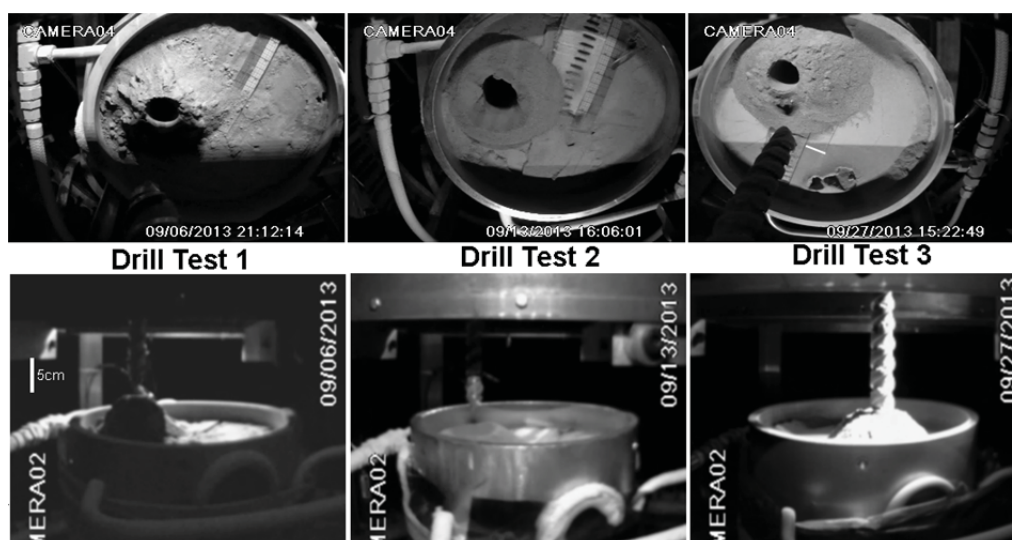 CAMERA04
CAMERA04
CAMERA04
09/06/2013 21:12:14
09/13/2013 16:06:01
09/27/2013 15:22:49
Drill Test 1
Drill Test 2
Drill Test 3
5cm
09/06/2013
09/13/2013
09/27/2013
MERA02
MERA02
MERA02